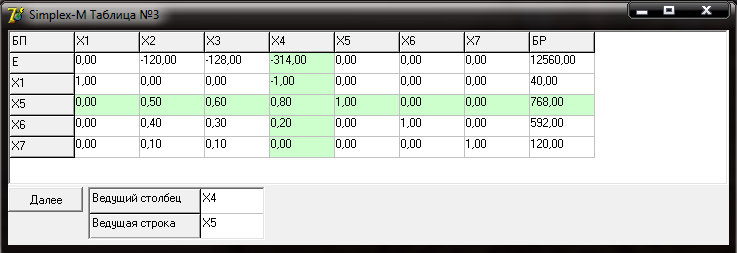 Simplex-M Таблица №3
БП X1 X2 X3 X4 X5 X6 X7 БР
E 0,00 -120,00 -128,00 -314,00 0,00 0,00 0,00 12560,00
X1 1,00 0,00 0,00 -1,00 0,00 0,00 0,00 40,00
X5 0,00 0,50 0,60 0,80 1,00 0,00 0,00 768,00
X6 0,00 0,40 0,30 0,20 0,00 1,00 0,00 592,00
X7 0,00 0,10 0,10 0,00 0,00 0,00 1,00 120,00
Далее Ведущий столбец X4
Ведущая строка X5